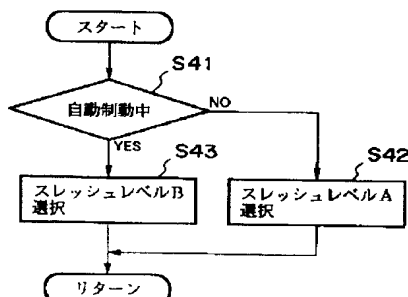 スタート
S41
自動制動中
NO
YES
S43
S42
スレッシュレベルB
選択
スレッシュレベルA
選択
リターン